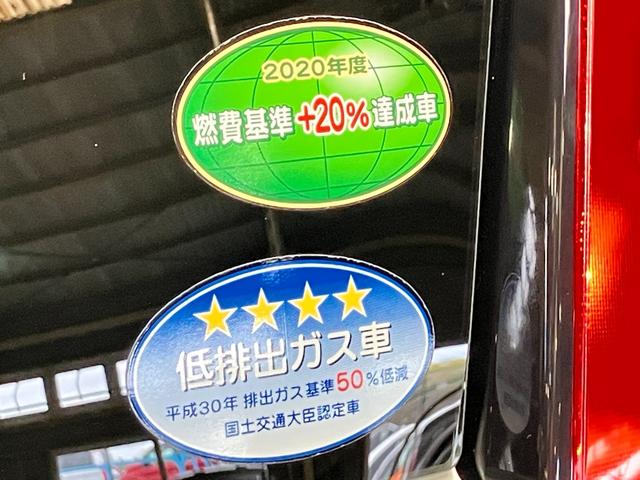 2020年度
燃費基準+20%達成車
低排出ガス車
平成30年 排出ガス基準50%低減
国土交通大臣認定車